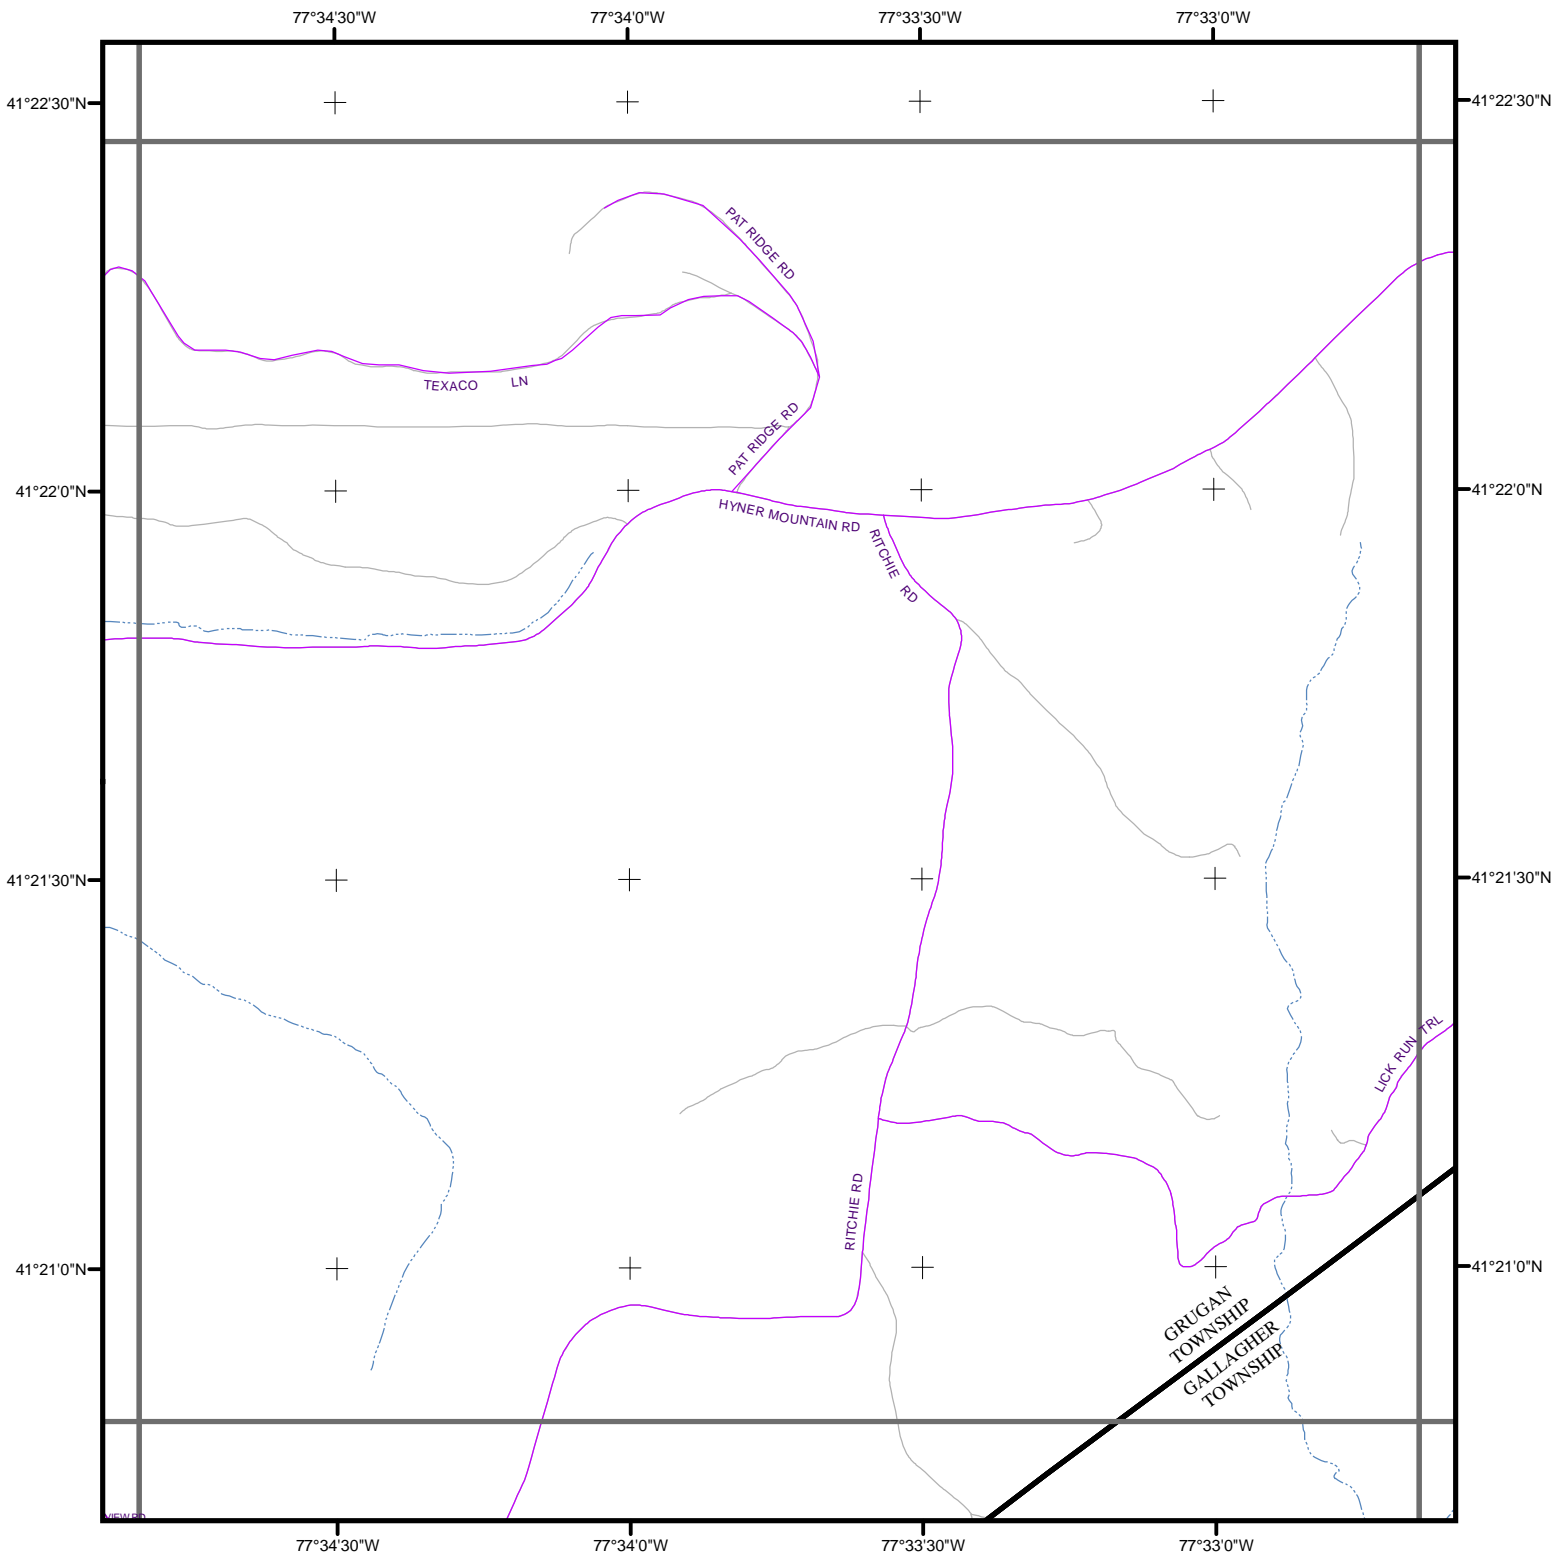 77°34'30"W 77°34'0"W 77°33'30"W 77°33'0"W
41°22'30"N 41°22'30"N
PAT RIDGE RD
TEXACO LN
PAT RIDGE RD
41°22'0"N 41°22'0"N
HYNER MOUNTAIN RD
RITCHIE RD
41°21'30"N 41°21'30"N
LICK RUN TRL
RITCHIE RD
41°21'0"N 41°21'0"N
GRUGAN
TOWNSHIP
GALLAGHER
TOWNSHIP
VIEW RD
77°34'30"W 77°34'0"W 77°33'30"W 77°33'0"W